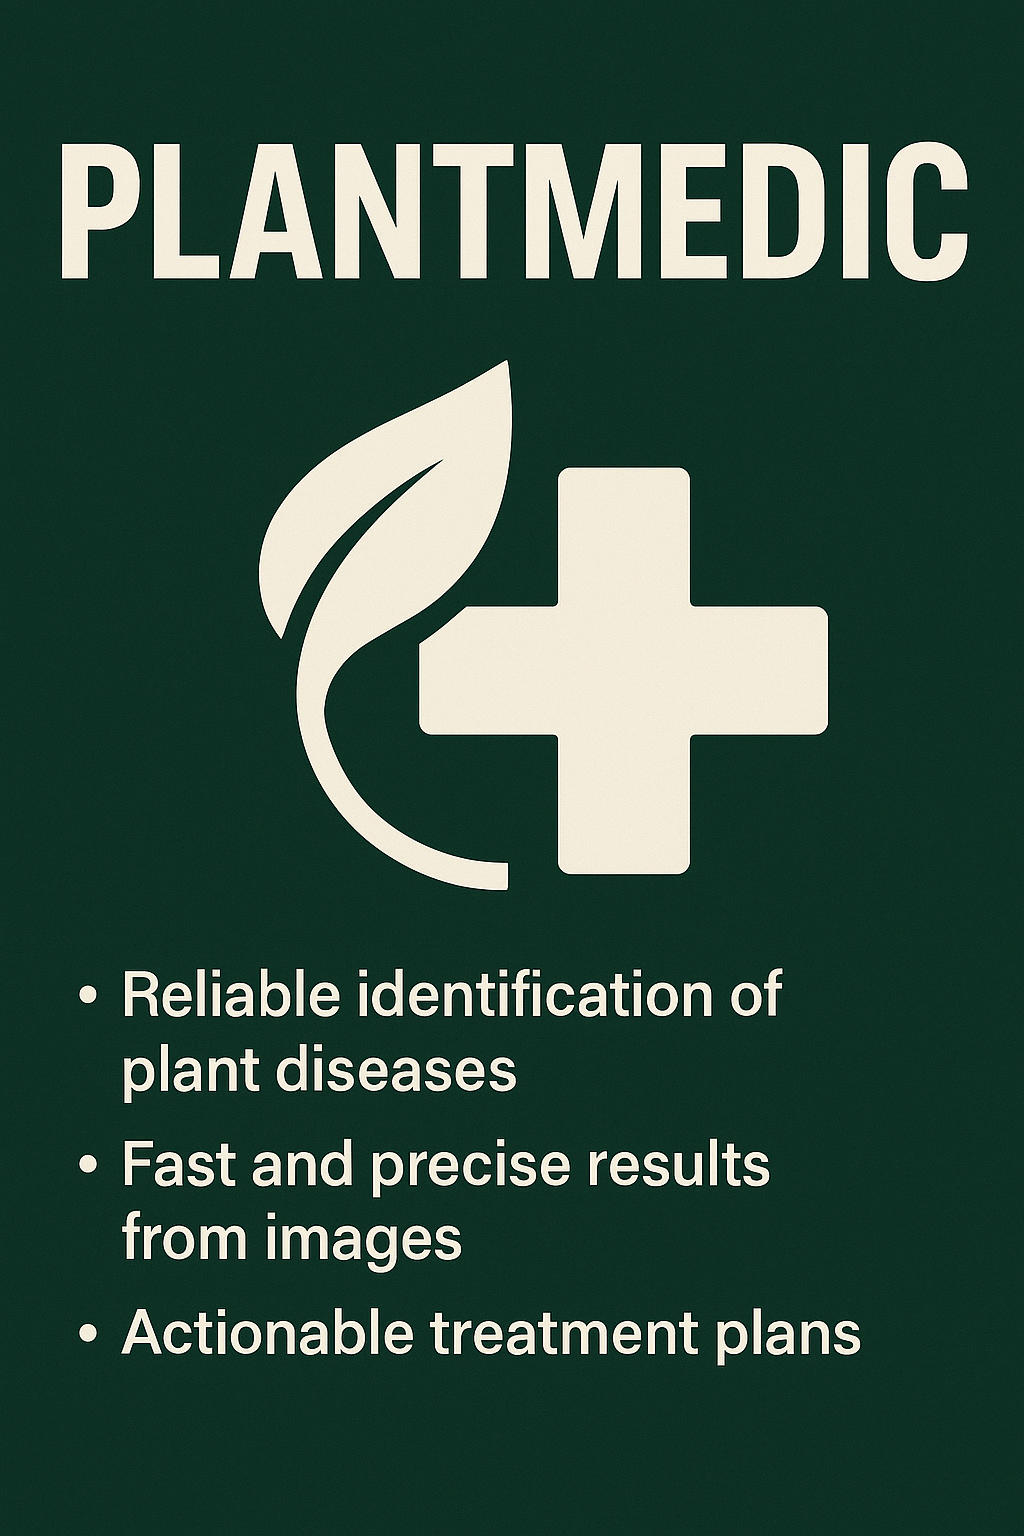 PLANTMEDIC
• Reliable identification of
plant diseases
• Fast and precise results
from images
• Actionable treatment plans